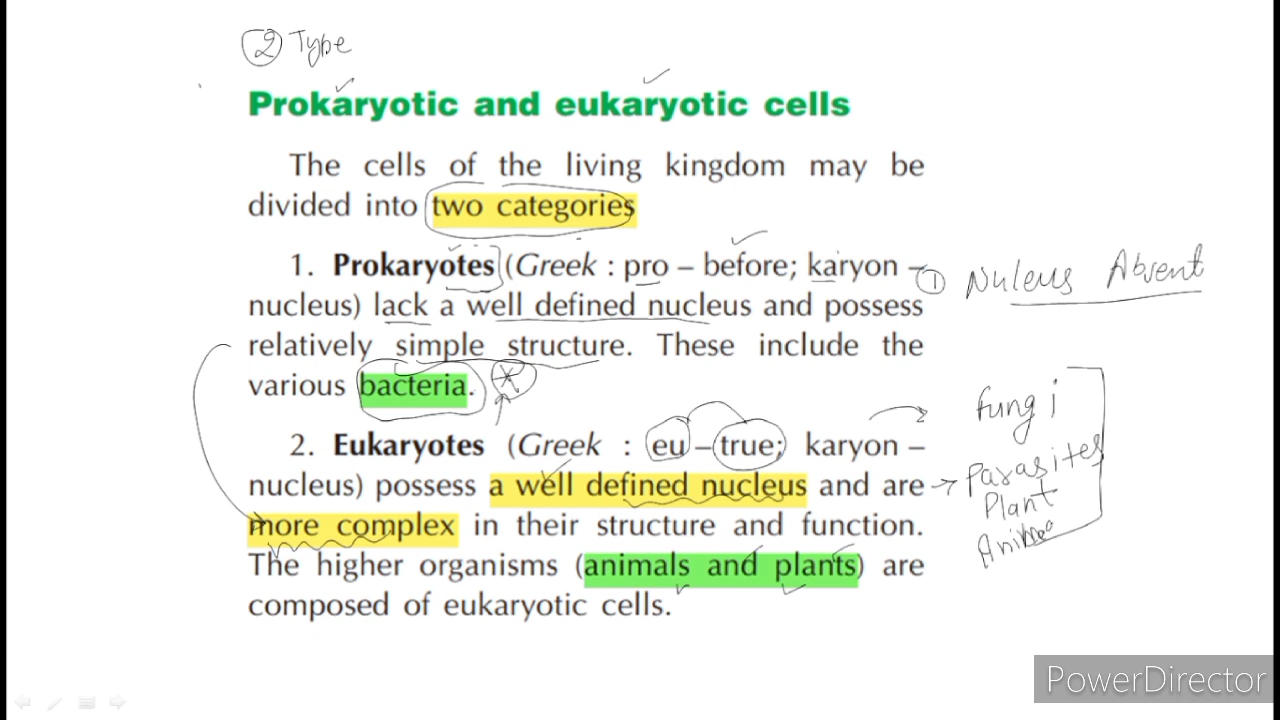 ② Type
Prokaryotic and eukaryotic cells
The cells of the living kingdom may be
divided into two categories
1. Prokaryotes (Greek : pro – before; karyon –
① Nuleus Absent
nucleus) lack a well defined nucleus and possess
relatively simple structure. These include the
various bacteria.
2. Eukaryotes (Greek : eu – true; karyon –
nucleus) possess a well defined nucleus and are
more complex in their structure and function.
The higher organisms (animals and plants) are
composed of eukaryotic cells.
fungi
Parasites
Plant
PowerDirector